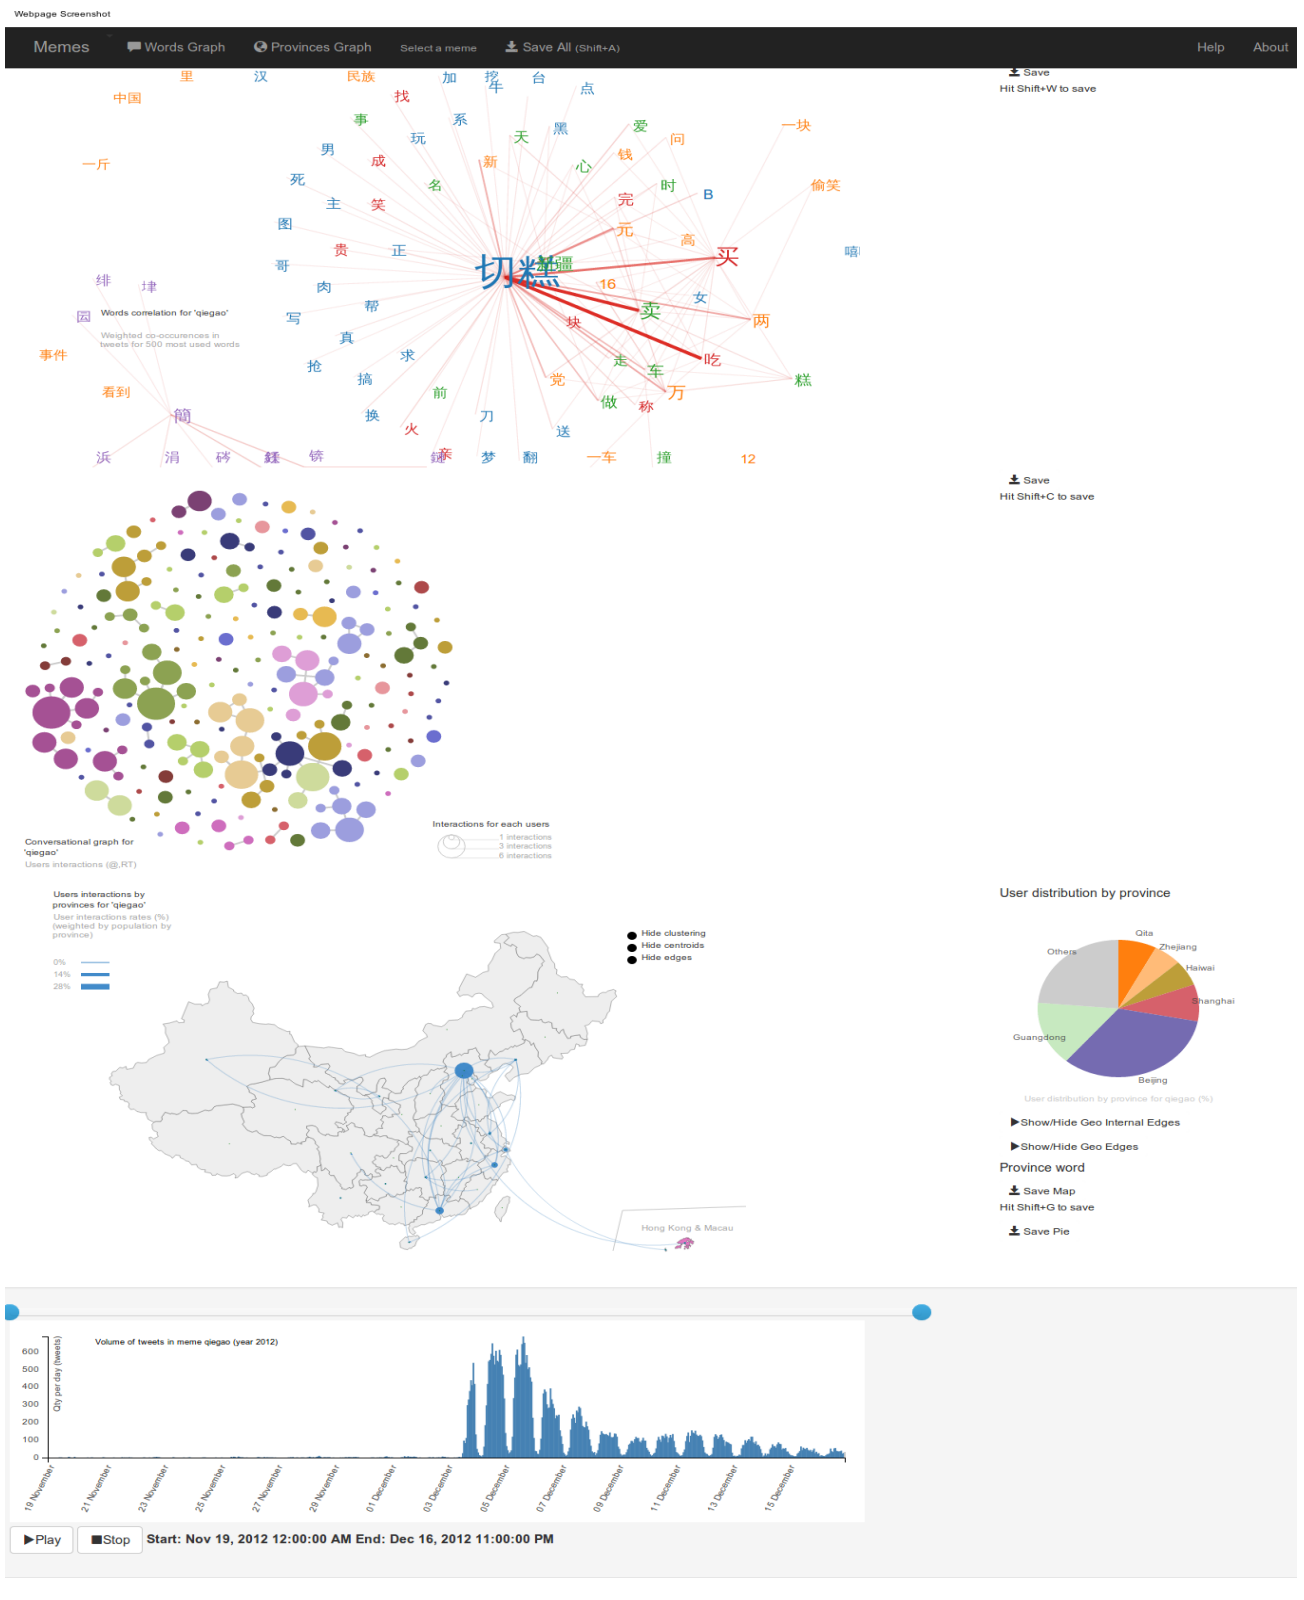 Webpage Screenshot
Memes Words Graph Provinces Graph Select a meme Save All (Shift+A) Help About
Save
Hit Shift+W to save
里 汉 民族 加 挖 牛 台 点
中国 找
事 系 天 黑 爱 问 一块
玩 男 成 新 心 钱
一斤
死 名 时 B 偷笑
主 笑 完
图 元
贵 正 高 买
切糕 新疆
哥
绯 肉 16 女
帮 卖
写 块 两
Words correlation for 'qiegao'
Weighted co-occurences in
tweets for 500 most used words
真
事件 求 走 吃
抢 搞 车
党 糕
看到 前 万
做 称
换 刀
火 送
簡
浜 涓 砕 锛 亲 梦 翻 一车 撞 12
Save
Hit Shift+C to save
Interactions for each users
1 interactions
3 interactions
6 interactions
Conversational graph for
'qiegao'
Users interactions (@,RT)
Users interactions by
provinces for 'qiegao'
User interactions rates (%)
(weighted by population by
province)
0%
14%
28%
Hide clustering
Hide centroids
Hide edges
Hong Kong & Macau
User distribution by province
Qita
Zhejiang
Haiwai
Shanghai
Beijing
Guangdong
Others
User distribution by province for qiegao (%)
Show/Hide Geo Internal Edges
Show/Hide Geo Edges
Province word
Save Map
Hit Shift+G to save
Save Pie
Volume of tweets in meme qiegao (year 2012)
Qty per day (tweets)
600
500
400
300
200
100
0
19 November
21 November
23 November
25 November
27 November
29 November
01 December
03 December
05 December
07 December
09 December
11 December
13 December
15 December
Play Stop Start: Nov 19, 2012 12:00:00 AM End: Dec 16, 2012 11:00:00 PM